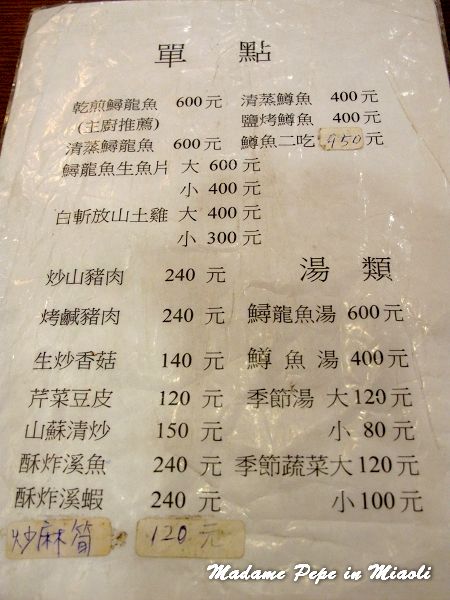 單 點
乾煎鱘龍魚 600元
(主廚推薦)
清蒸鱘龍魚 600元
鱘龍魚生魚片 大 600元
小 400元
白斬放山土雞 大 400元
小 300元
清蒸鱒魚 400元
鹽烤鱒魚 400元
鱒魚二吃 950元
炒山豬肉 240 元
烤鹹豬肉 240 元
生炒香菇 140 元
芹菜豆皮 120 元
山蘇清炒 150 元
酥炸溪魚 240 元
酥炸溪蝦 240 元
炒麻筍 120元
湯 類
鱘龍魚湯 600元
鱒魚湯 400元
季節湯 大120元
小 80元
季節蔬菜大120元
小100元
Madame Pepe in Miaoli